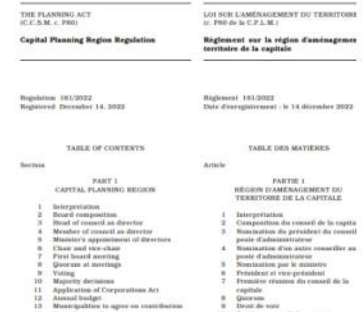 THE PLANNING ACT
(C.C.S.M. c. P80)
Capital Planning Region Regulation
Regulation 161/2022
Registered December 14, 2022
TABLE OF CONTENTS
Section
PART 1
CAPITAL PLANNING REGION
1 Interpretation
2 Board composition
3 Head of council as director
4 Member of council as director
5 Minister's appointment of directors
6 Chair and vice-chair
7 First board meeting
8 Quorum at meetings
9 Voting
10 Majority decisions
11 Application of Corporations Act
12 Annual budget
13 Municipalities to agree on contribution
LOI SUR L'AMÉNAGEMENT DU TERRITOIRE
(c. P80 de la C.P.L.M.)
Règlement sur la région d'aménagemen
territoire de la capitale
Règlement 161/2022
Date d'enregistrement : le 14 décembre 2022
TABLE DES MATIÈRES
Article
PARTIE 1
RÉGION D'AMÉNAGEMENT DU
TERRITOIRE DE LA CAPITALE
1 Interprétation
2 Composition du conseil de la capita
3 Nomination du président du conseil
poste d'administrateur
4 Nomination d'un autre conseiller au
poste d'administrateur
5 Nomination par le ministre
6 Président et vice-président
7 Première réunion du conseil de la
capitale
8 Quorum
9 Droit de vote